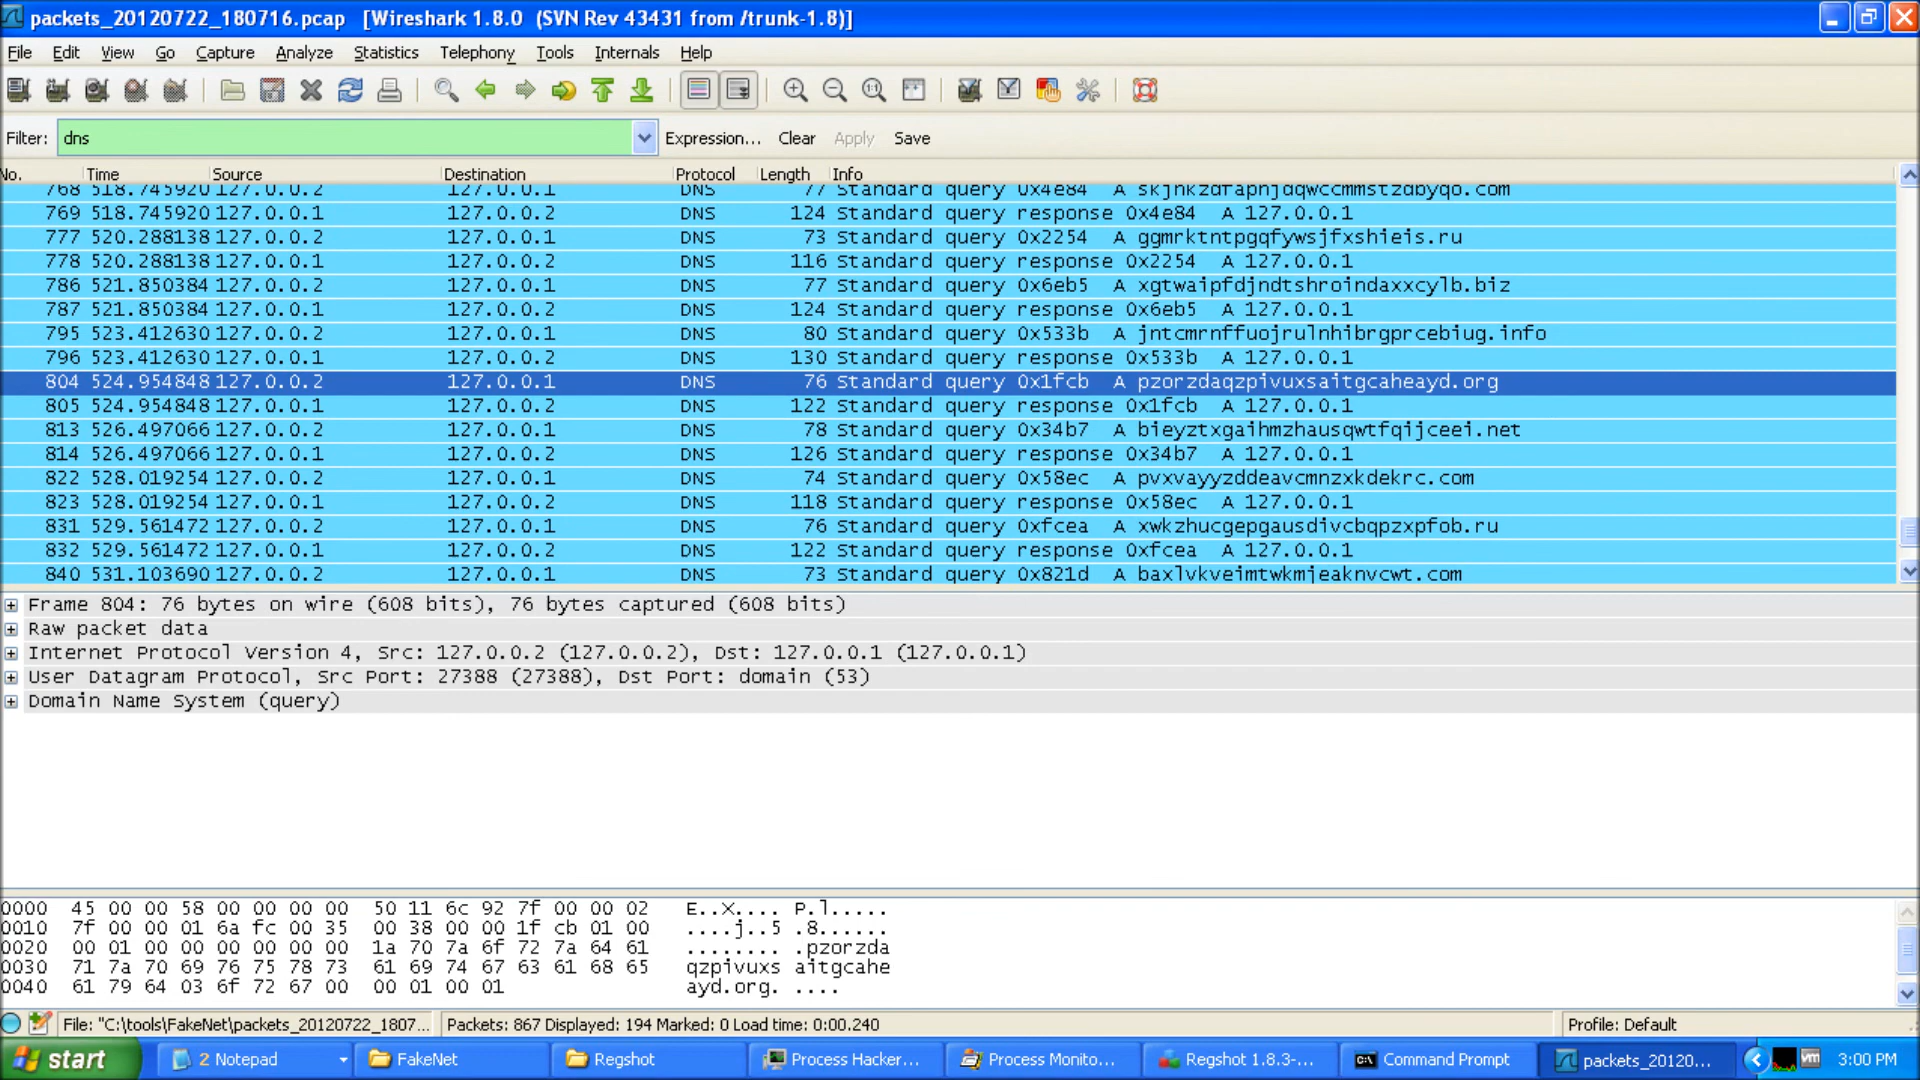 packets_20120722_180716.pcap [Wireshark 1.8.0 (SVN Rev 43431 from /trunk-1.8)]
File Edit View Go Capture Analyze Statistics Telephony Tools Internals Help
Filter: dns Expression... Clear Apply Save
No. Time Source Destination Protocol Length Info
768 518.745920 127.0.0.2 127.0.0.1 DNS 77 Standard query 0x4e84 A skjnkzdfapnjdqwccmmstzdbyqo.com
769 518.745920 127.0.0.1 127.0.0.2 DNS 124 Standard query response 0x4e84 A 127.0.0.1
777 520.288138 127.0.0.2 127.0.0.1 DNS 73 Standard query 0x2254 A ggmrktntpgqfywsjfxshieis.ru
778 520.288138 127.0.0.1 127.0.0.2 DNS 116 Standard query response 0x2254 A 127.0.0.1
786 521.850384 127.0.0.2 127.0.0.1 DNS 77 Standard query 0x6eb5 A xgtwaipfdjndtshroindaxxcylb.biz
787 521.850384 127.0.0.1 127.0.0.2 DNS 124 Standard query response 0x6eb5 A 127.0.0.1
795 523.412630 127.0.0.2 127.0.0.1 DNS 80 Standard query 0x533b A jntcmrnffuojrulnhibrgprcebiug.info
796 523.412630 127.0.0.1 127.0.0.2 DNS 130 Standard query response 0x533b A 127.0.0.1
804 524.954848 127.0.0.2 127.0.0.1 DNS 76 Standard query 0x1fcb A pzorzdaqzpivuxsaitgcaheayd.org
805 524.954848 127.0.0.1 127.0.0.2 DNS 122 Standard query response 0x1fcb A 127.0.0.1
813 526.497066 127.0.0.2 127.0.0.1 DNS 78 Standard query 0x34b7 A bieyztxgaihmzhausqwtfqijceei.net
814 526.497066 127.0.0.1 127.0.0.2 DNS 126 Standard query response 0x34b7 A 127.0.0.1
822 528.019254 127.0.0.2 127.0.0.1 DNS 74 Standard query 0x58ec A pvxvayyzddeavcmnzxkdekrc.com
823 528.019254 127.0.0.1 127.0.0.2 DNS 118 Standard query response 0x58ec A 127.0.0.1
831 529.561472 127.0.0.2 127.0.0.1 DNS 76 Standard query 0xfcea A xwkzhucgepgausdivcbqpzxpfob.ru
832 529.561472 127.0.0.1 127.0.0.2 DNS 122 Standard query response 0xfcea A 127.0.0.1
840 531.103690 127.0.0.2 127.0.0.1 DNS 73 Standard query 0x821d A baxlvkveimtwkmjeaknvcwt.com
Frame 804: 76 bytes on wire (608 bits), 76 bytes captured (608 bits)
Raw packet data
Internet Protocol Version 4, Src: 127.0.0.2 (127.0.0.2), Dst: 127.0.0.1 (127.0.0.1)
User Datagram Protocol, Src Port: 27388 (27388), Dst Port: domain (53)
Domain Name System (query)
0000 45 00 00 58 00 00 00 00 50 11 6c 92 7f 00 00 02 E..X.... P.l.....
0010 7f 00 00 01 6a fc 00 35 00 38 00 00 1f cb 01 00 ....j..5 .8......
0020 00 01 00 00 00 00 00 00 1a 70 7a 6f 72 7a 64 61 ........ .pzorzda
0030 71 7a 70 69 76 75 78 73 61 69 74 67 63 61 68 65 qzpivuxs aitgcahe
0040 61 79 64 03 6f 72 67 00 00 01 00 01 ayd.org. ....
File: "C:\tools\FakeNet\packets_20120722_1807... Packets: 867 Displayed: 194 Marked: 0 Load time: 0:00.240 Profile: Default
start 2 Notepad FakeNet Regshot Process Hacker... Process Monito... Regshot 1.8.3-... Command Prompt packets_20120... 3:00 PM